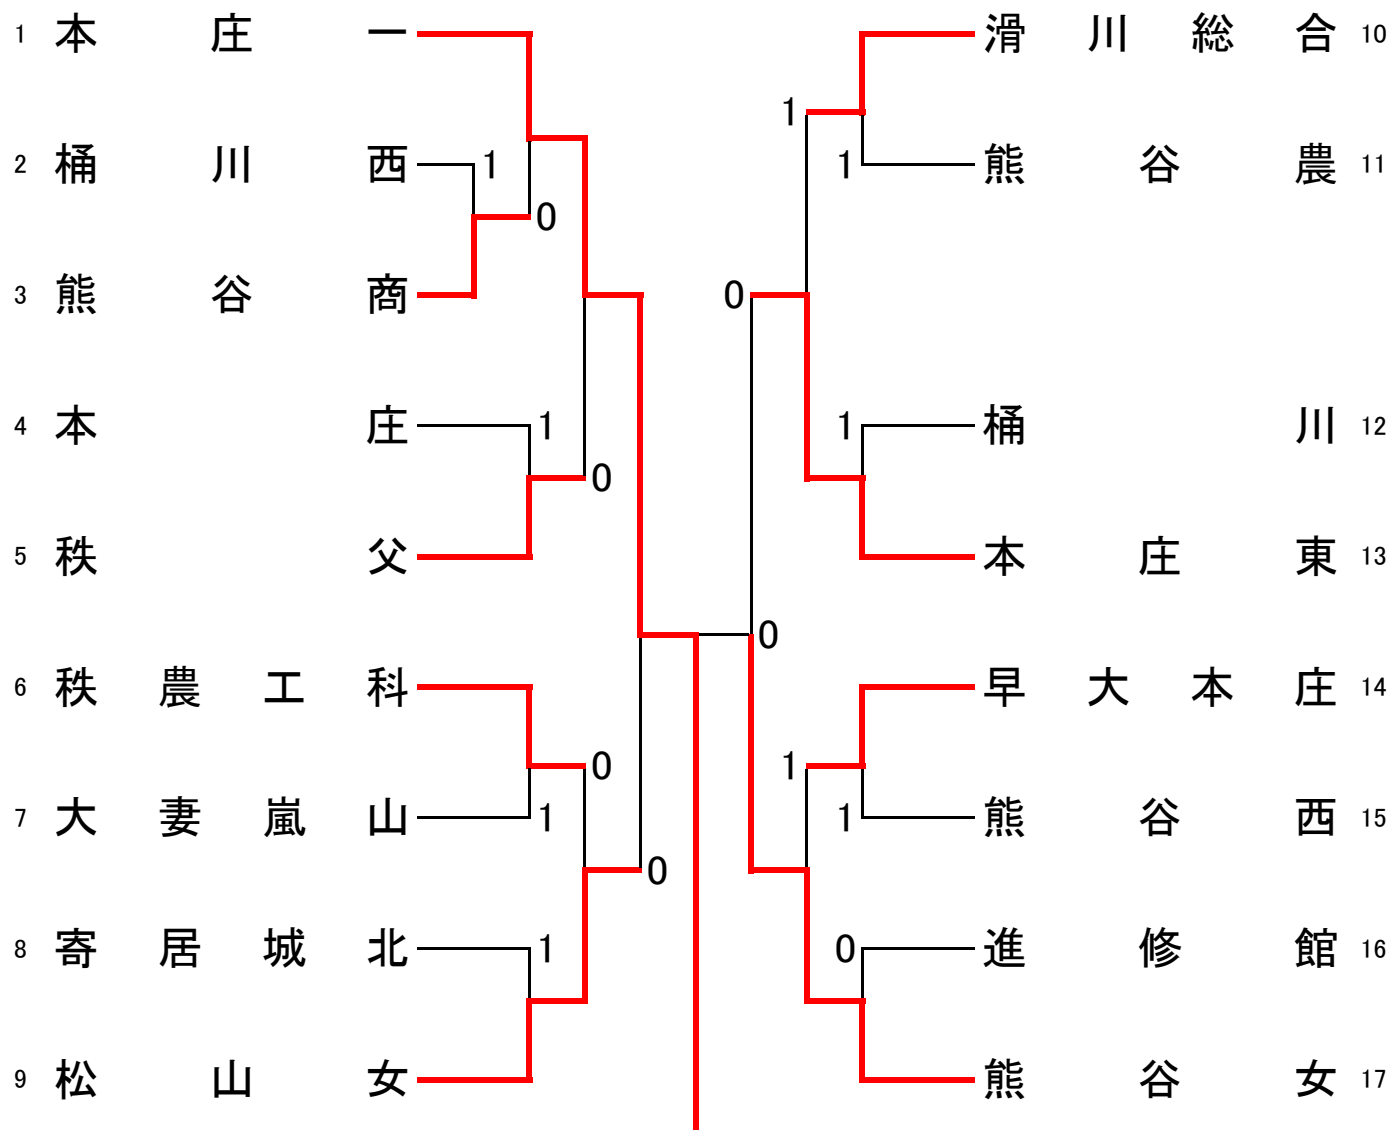 1 本庄一
10 滑川総合
1
2 桶川西 1
1 熊谷農 11
0
3 熊谷商
0
4 本庄 1
1 桶川 12
0
5 秩父
本庄東 13
0
6 秩農工科
早大本庄 14
0
1
7 大妻嵐山 1
1 熊谷西 15
0
8 寄居城北 1
0 進修館 16
9 松山女
熊谷女 17